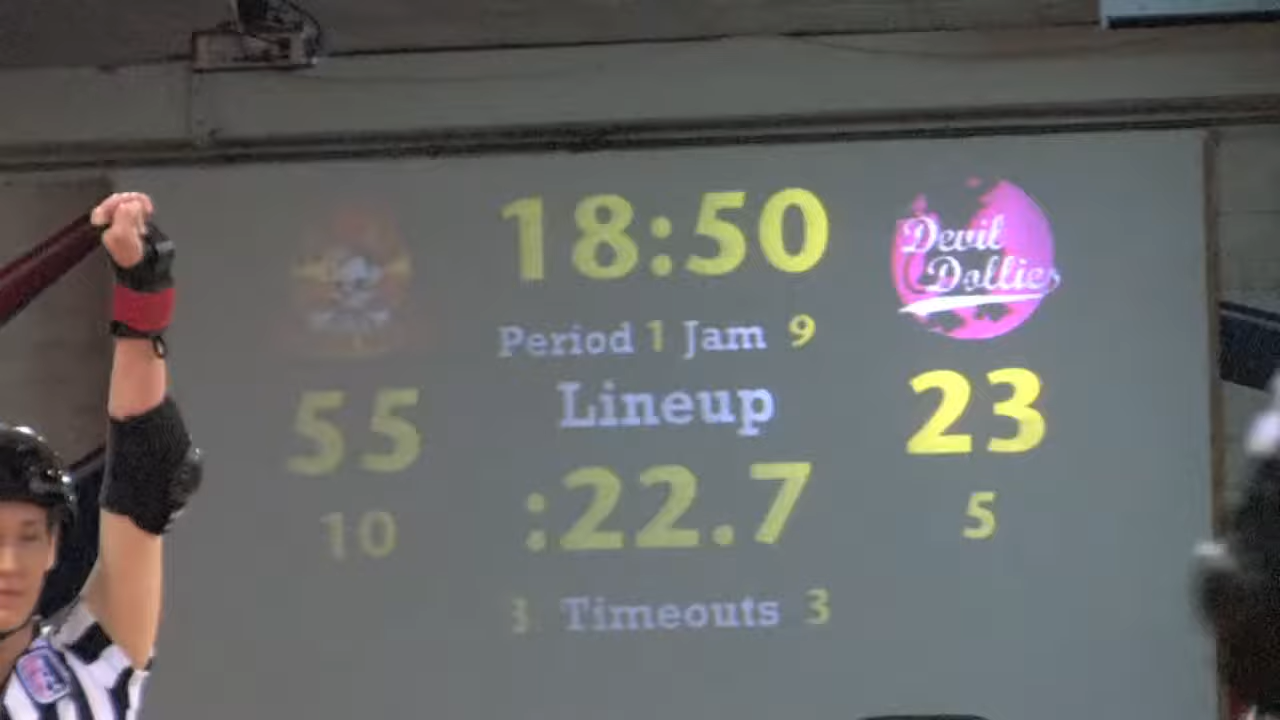 18:50
Devil
Dollies
Period 1 Jam 9
55 Lineup 23
10 :22.7 5
3 Timeouts 3